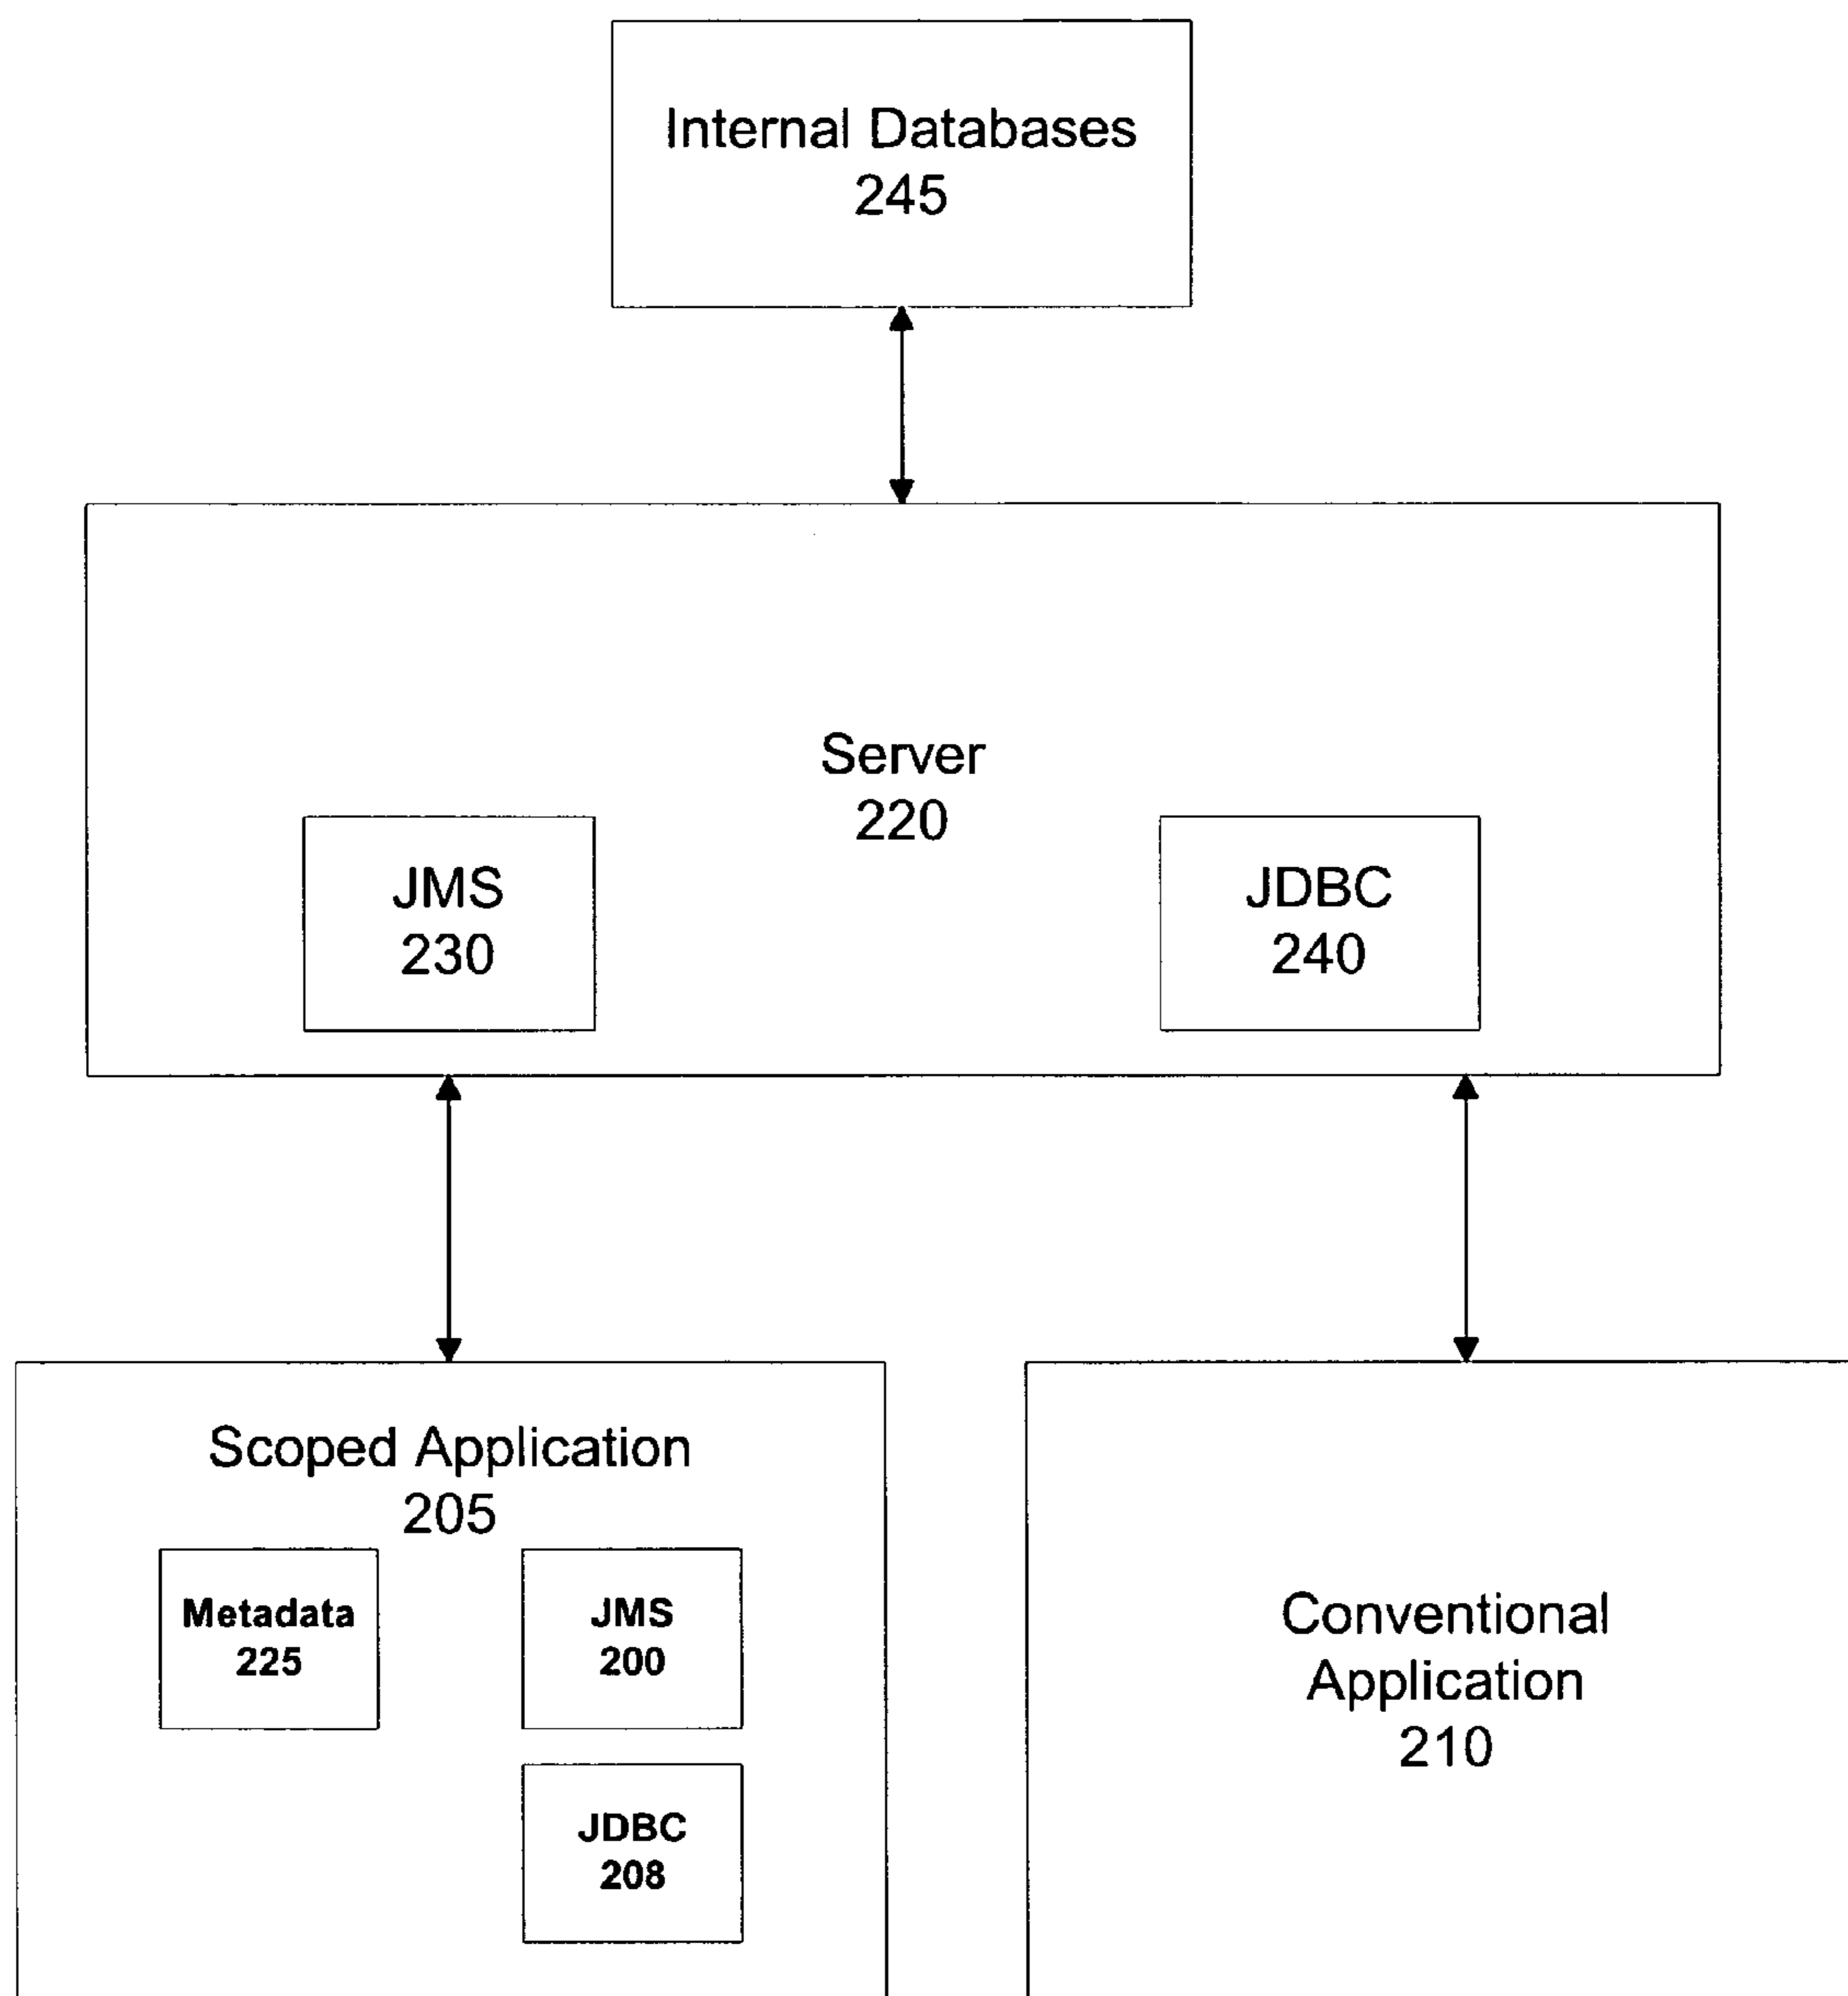 Internal Databases
245
Server
220
JMS
230
JDBC
240
Scoped Application
205
Metadata
225
JMS
200
JDBC
208
Conventional
Application
210